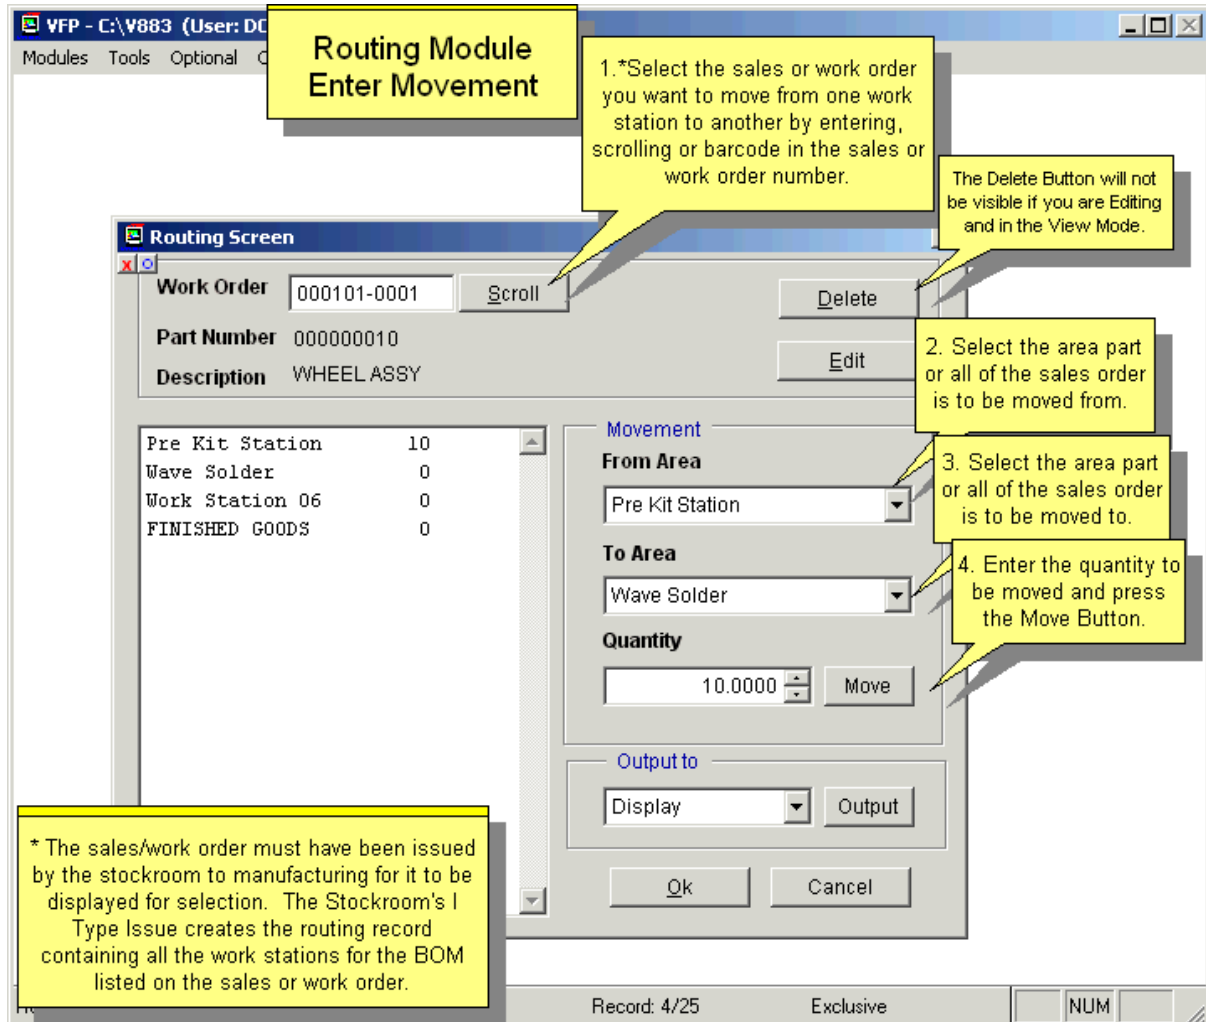 VFP - C:\V883 (User: DC
Modules Tools Optional
Routing Module
Enter Movement
1.*Select the sales or work order
you want to move from one work
station to another by entering,
scrolling or barcode in the sales or
work order number.
The Delete Button will not
be visible if you are Editing
and in the View Mode.
Routing Screen
Work Order 000101-0001 Scroll
Delete
Part Number 000000010
Edit
Description WHEEL ASSY
2. Select the area part
or all of the sales order
is to be moved from.
Pre Kit Station 10
Wave Solder 0
Work Station 06 0
FINISHED GOODS 0
Movement
From Area
Pre Kit Station
3. Select the area part
or all of the sales order
is to be moved to.
To Area
Wave Solder
4. Enter the quantity to
be moved and press
the Move Button.
Quantity
10.0000 Move
Output to
Display Output
Ok Cancel
* The sales/work order must have been issued
by the stockroom to manufacturing for it to be
displayed for selection. The Stockroom's I
Type Issue creates the routing record
containing all the work stations for the BOM
listed on the sales or work order.
Record: 4/25 Exclusive NUM